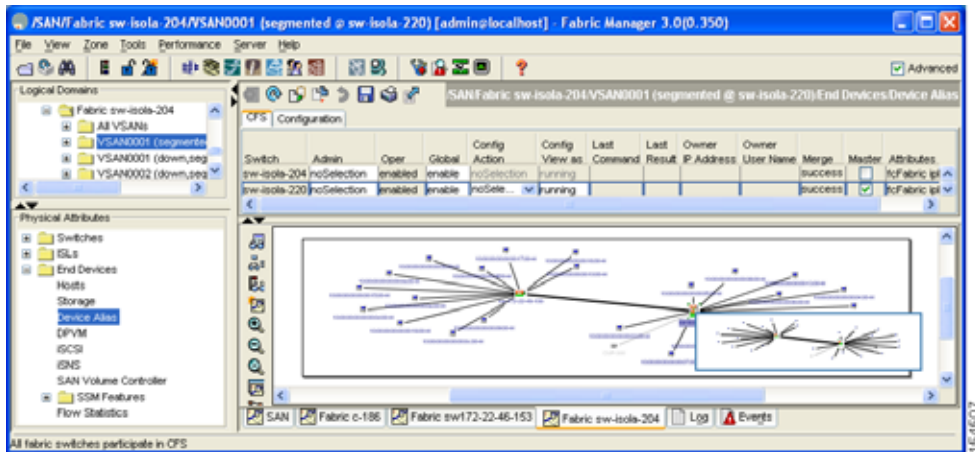 /SAN/Fabric sw-isola-204/VSAN0001 (segmented @ sw-isola-220) [admin@localhost] - Fabric Manager 3.0(0.350)
File View Zone Tools Performance Server Help
Advanced
Logical Domains
Fabric sw-isola-204
All VSANs
VSAN0001 (segmente
VSAN0001 (down,seg
VSAN0002 (down,seg
/SAN/Fabric sw-isola-204/VSAN0001 (segmented @ sw-isola-220)/End Devices/Device Alias
CFS Configuration
Switch Admin Oper Global Config Action Config View as Last Command Last Result Owner IP Address Owner User Name Merge Master Attributes
sw-isola-204 noSelection enabled enable noSelection running success fcFabric ipl
sw-isola-220 noSelection enabled enable noSele... running success fcFabric ipl
Physical Attributes
Switches
ISLs
End Devices
Hosts
Storage
Device Alias
DPVM
iSCSI
iSNS
SAN Volume Controller
SSM Features
Flow Statistics
SAN Fabric c-186 Fabric sw172-22-46-153 Fabric sw-isola-204 Log Events
All fabric switches participate in CFS
154607